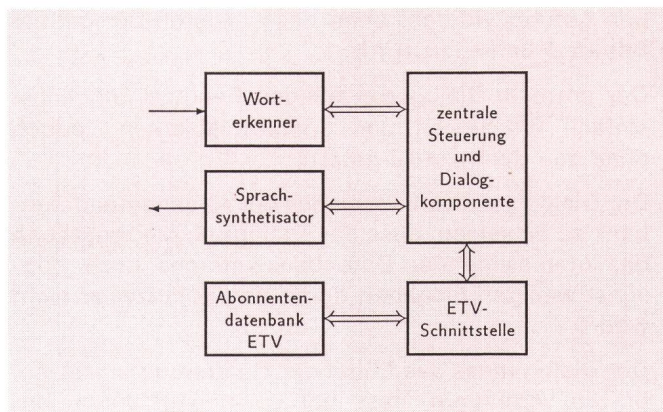 Wort-
erkenner
zentrale
Steuerung
und
Dialog-
komponente
Sprach-
synthetisator
Abonnenten-
datenbank
ETV
ETV-
Schnittstelle